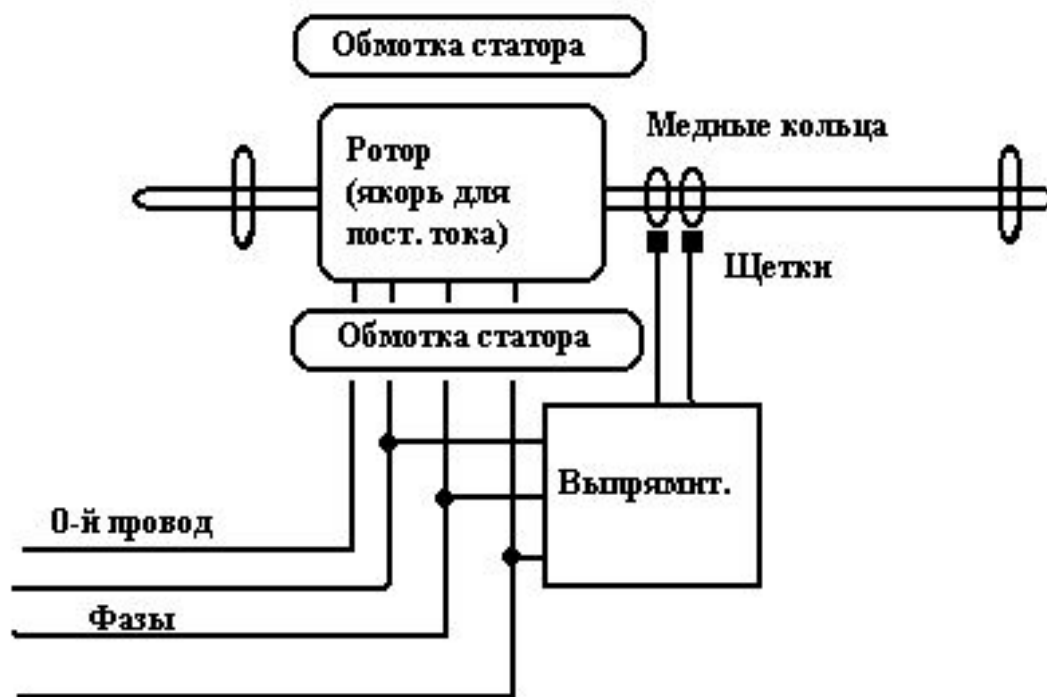 Обмотка статора
Медные кольца
Ротор
(якорь для
пост. тока)
Щетки
Обмотка статора
Выпрямит.
0-й провод
Фазы